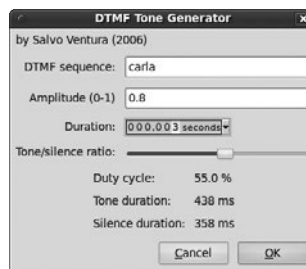 DTMF Tone Generator
by Salvo Ventura (2006)
DTMF sequence: carla
Amplitude (0-1) 0.8
Duration: 000,003 seconds
Tone/silence ratio:
Duty cycle: 55.0 %
Tone duration: 438 ms
Silence duration: 358 ms
Cancel OK